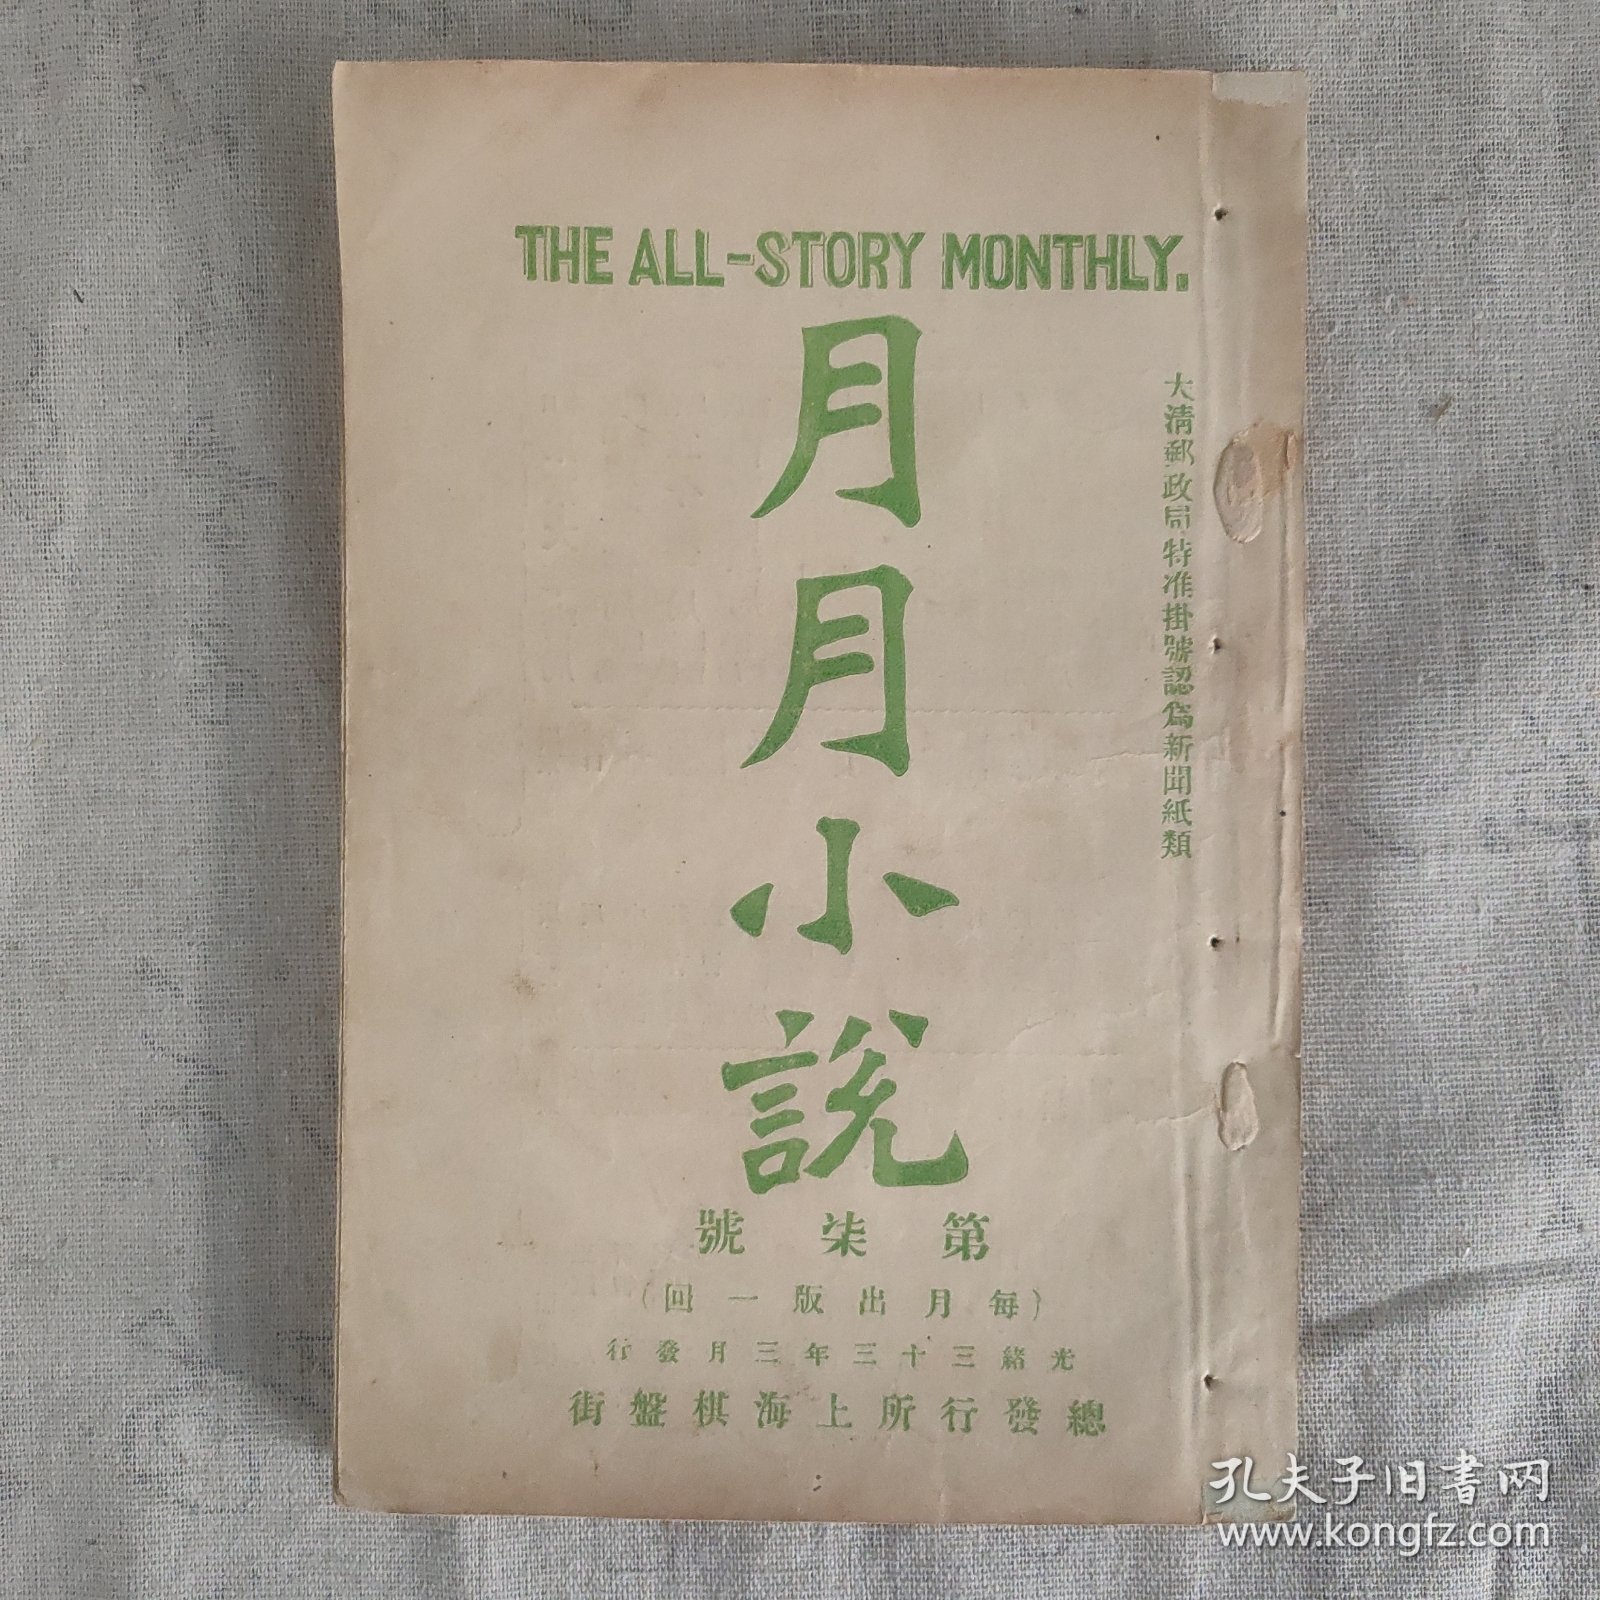 THE ALL-STORY MONTHLY.
大清郵政局特准掛號認爲新聞紙類
月月小說
第柒號
(每月出版一回)
光緒三十三年三月發行
總發行所上海棋盤街
孔夫子旧书网
www.kongfz.com